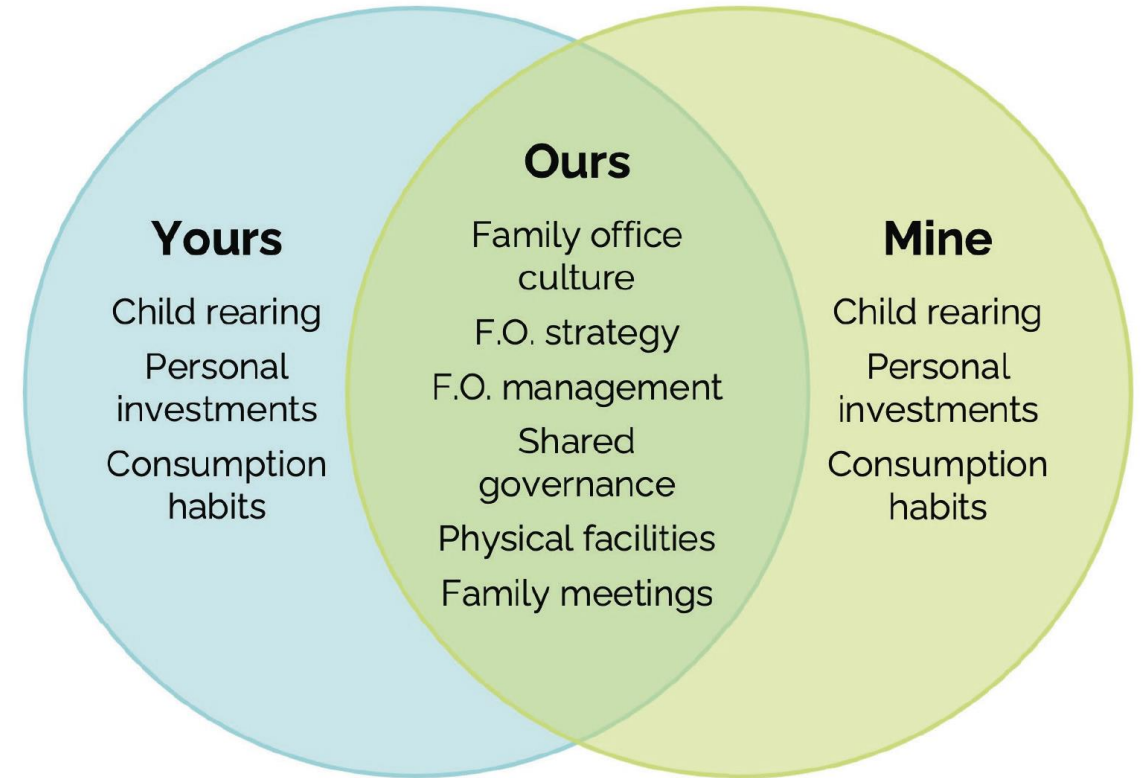 Yours
Child rearing
Personal
investments
Consumption
habits
Ours
Family office
culture
F.O. strategy
F.O. management
Shared
governance
Physical facilities
Family meetings
Mine
Child rearing
Personal
investments
Consumption
habits